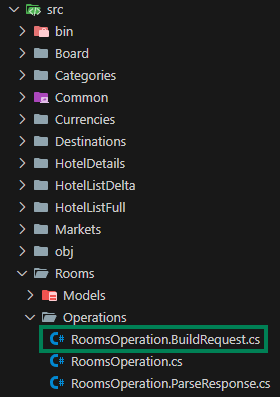 src
bin
Board
Categories
Common
Currencies
Destinations
HotelDetails
HotelListDelta
HotelListFull
Markets
obj
Rooms
Models
Operations
C# RoomsOperation.BuildRequest.cs
C# RoomsOperation.cs
C# RoomsOperation.ParseResponse.cs